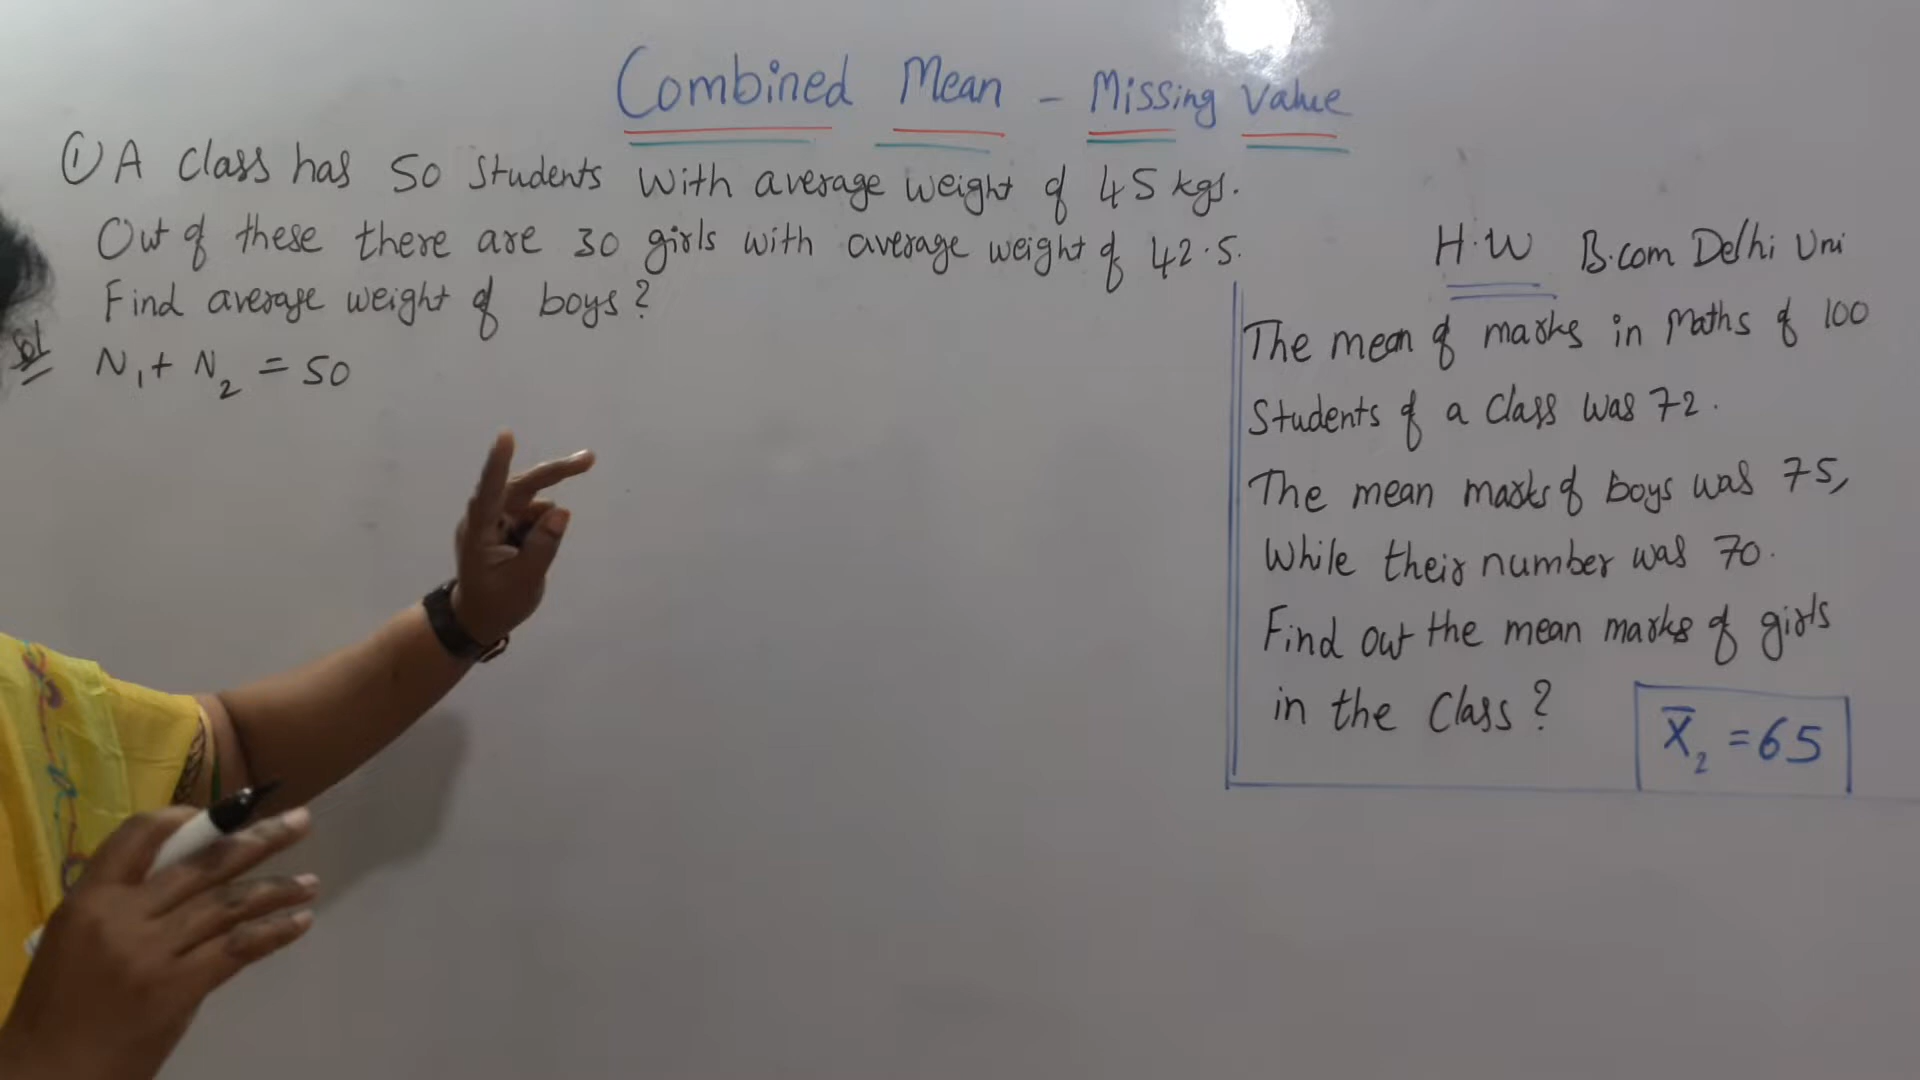 Combined Mean - Missing Value
① A Class has 50 Students with average weight of 45 kgs.
Out of these there are 30 girls with average weight of 42.5.
Find average weight of boys?
Sol
N₁ + N₂ = 50
H.W B.com Delhi Uni
The mean of marks in Maths of 100
Students of a Class was 72.
The mean marks of boys was 75,
While their number was 70.
Find out the mean marks of girls
in the Class?
X̅₂ = 65